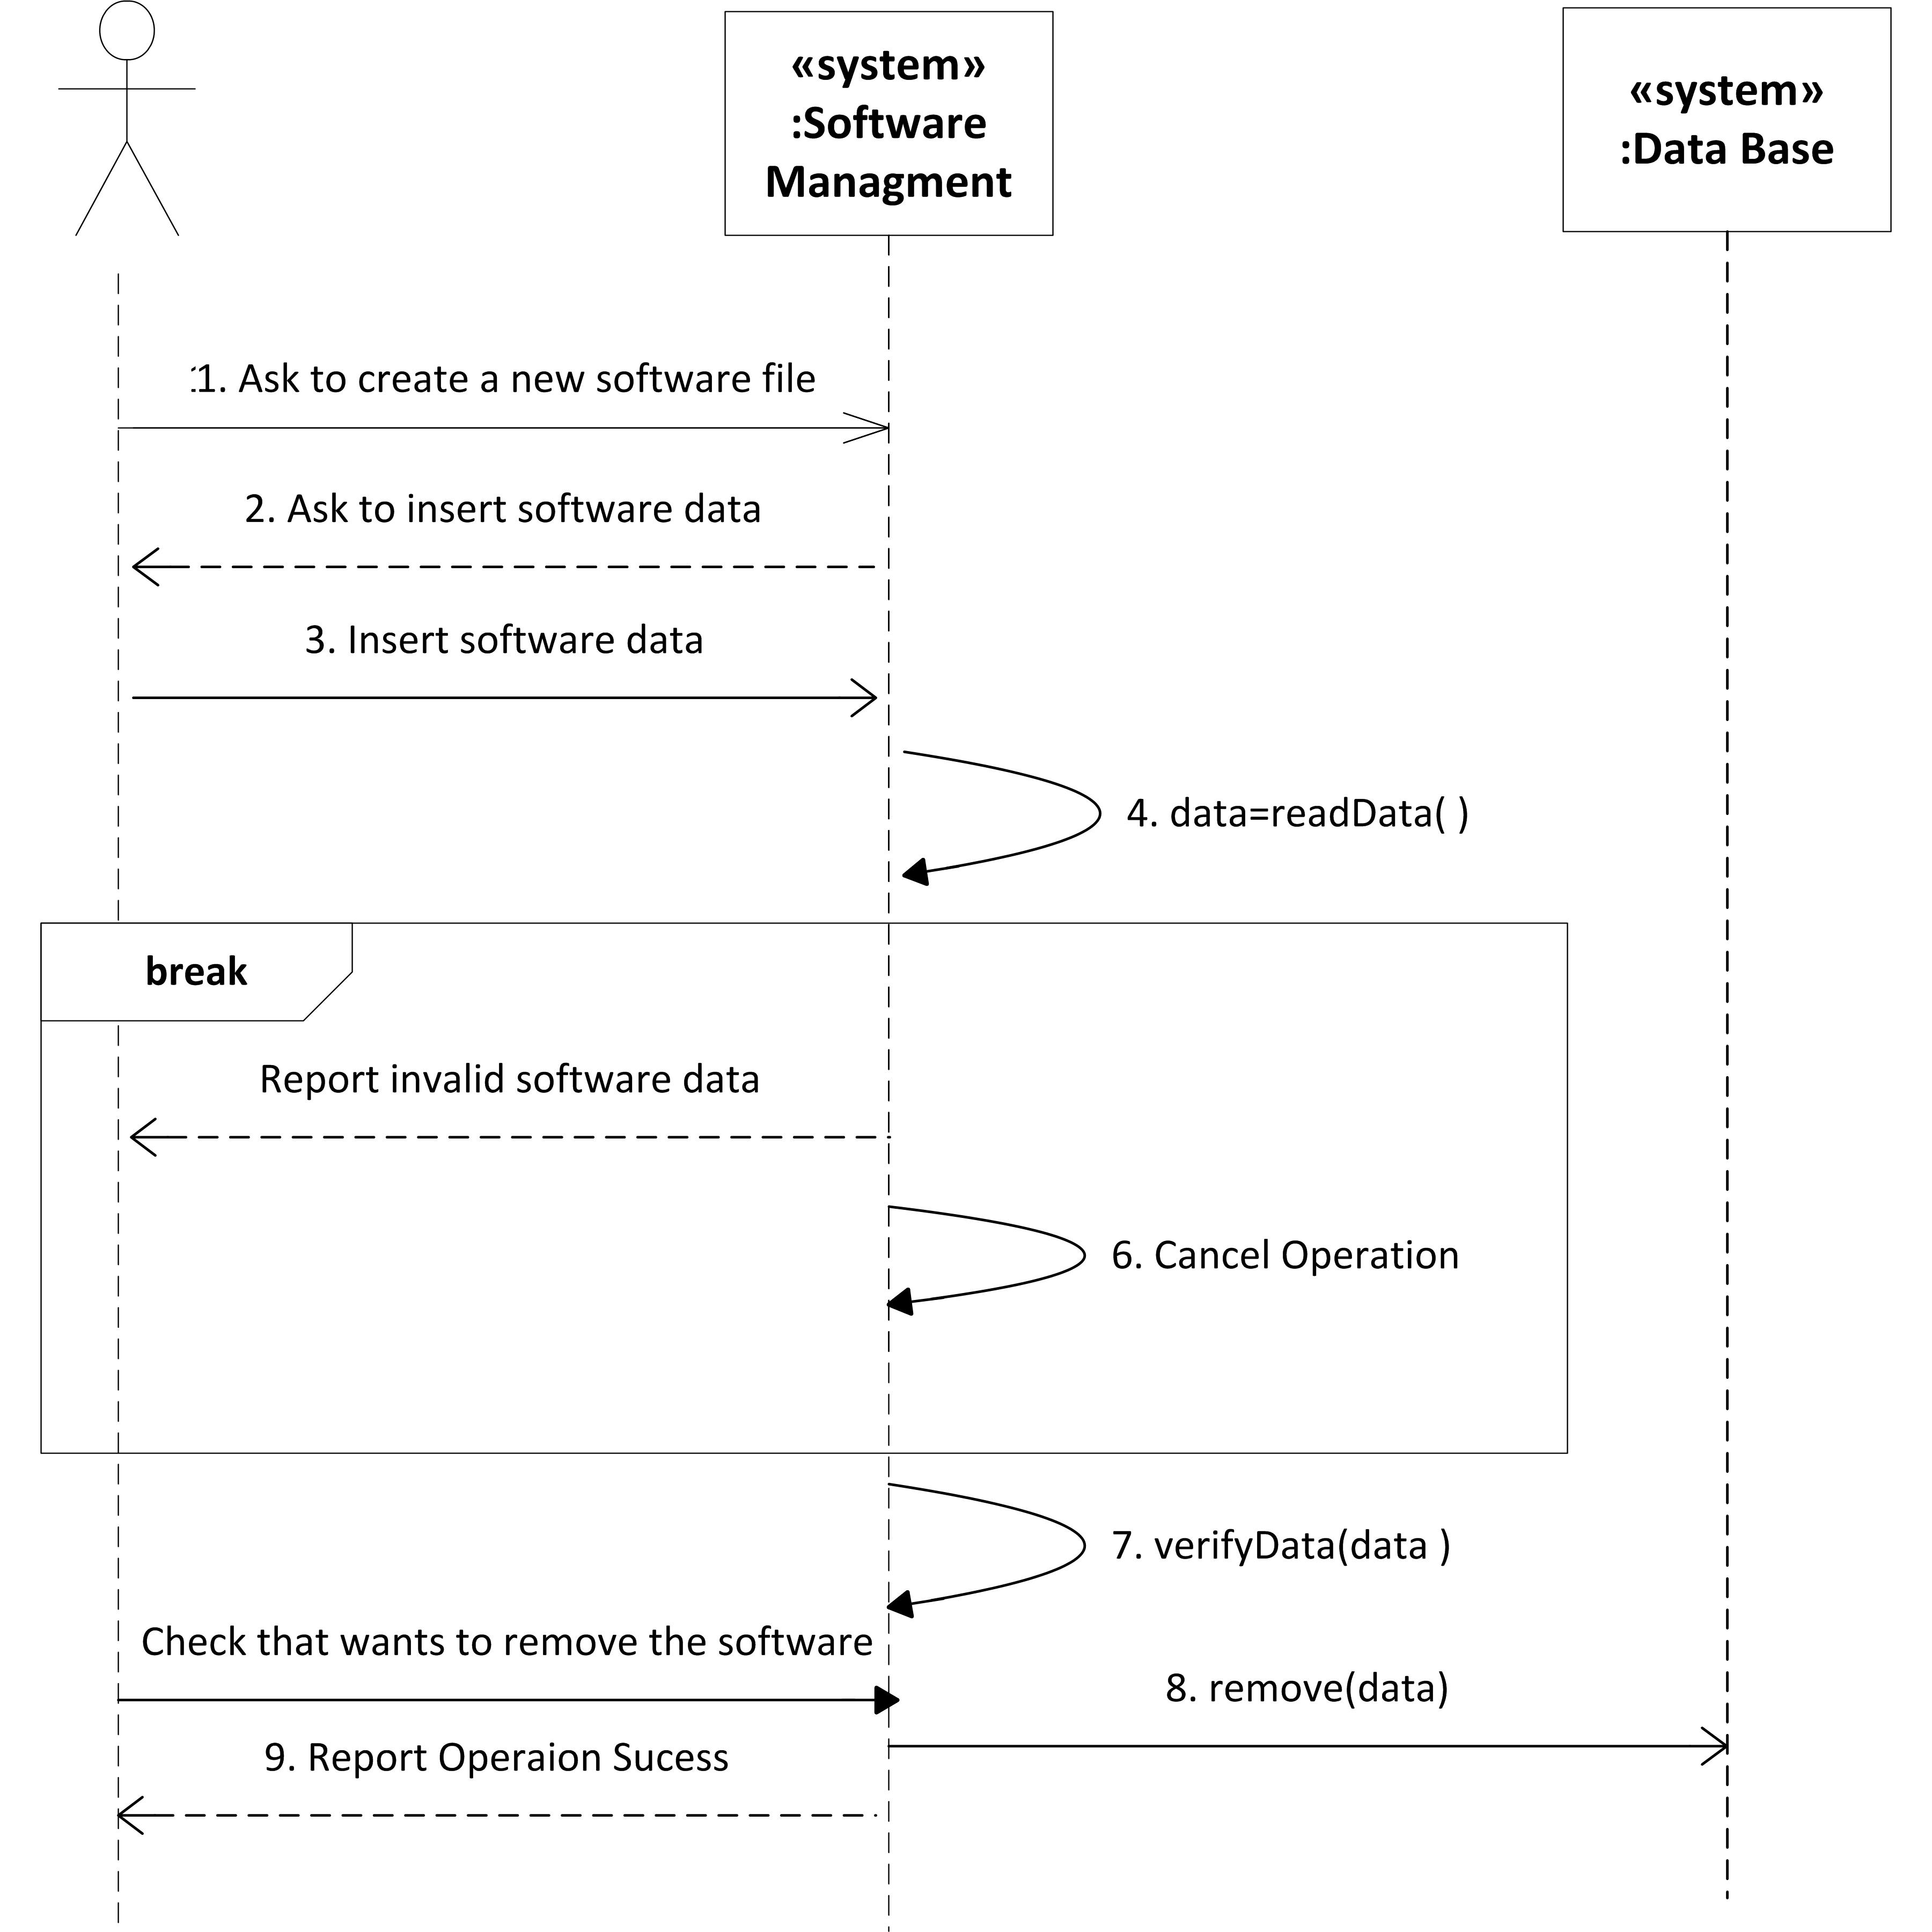 «system»
:Software
Managment
«system»
:Data Base
:1. Ask to create a new software file
2. Ask to insert software data
3. Insert software data
4. data=readData( )
break
Report invalid software data
6. Cancel Operation
7. verifyData(data )
Check that wants to remove the software
8. remove(data)
9. Report Operaion Sucess